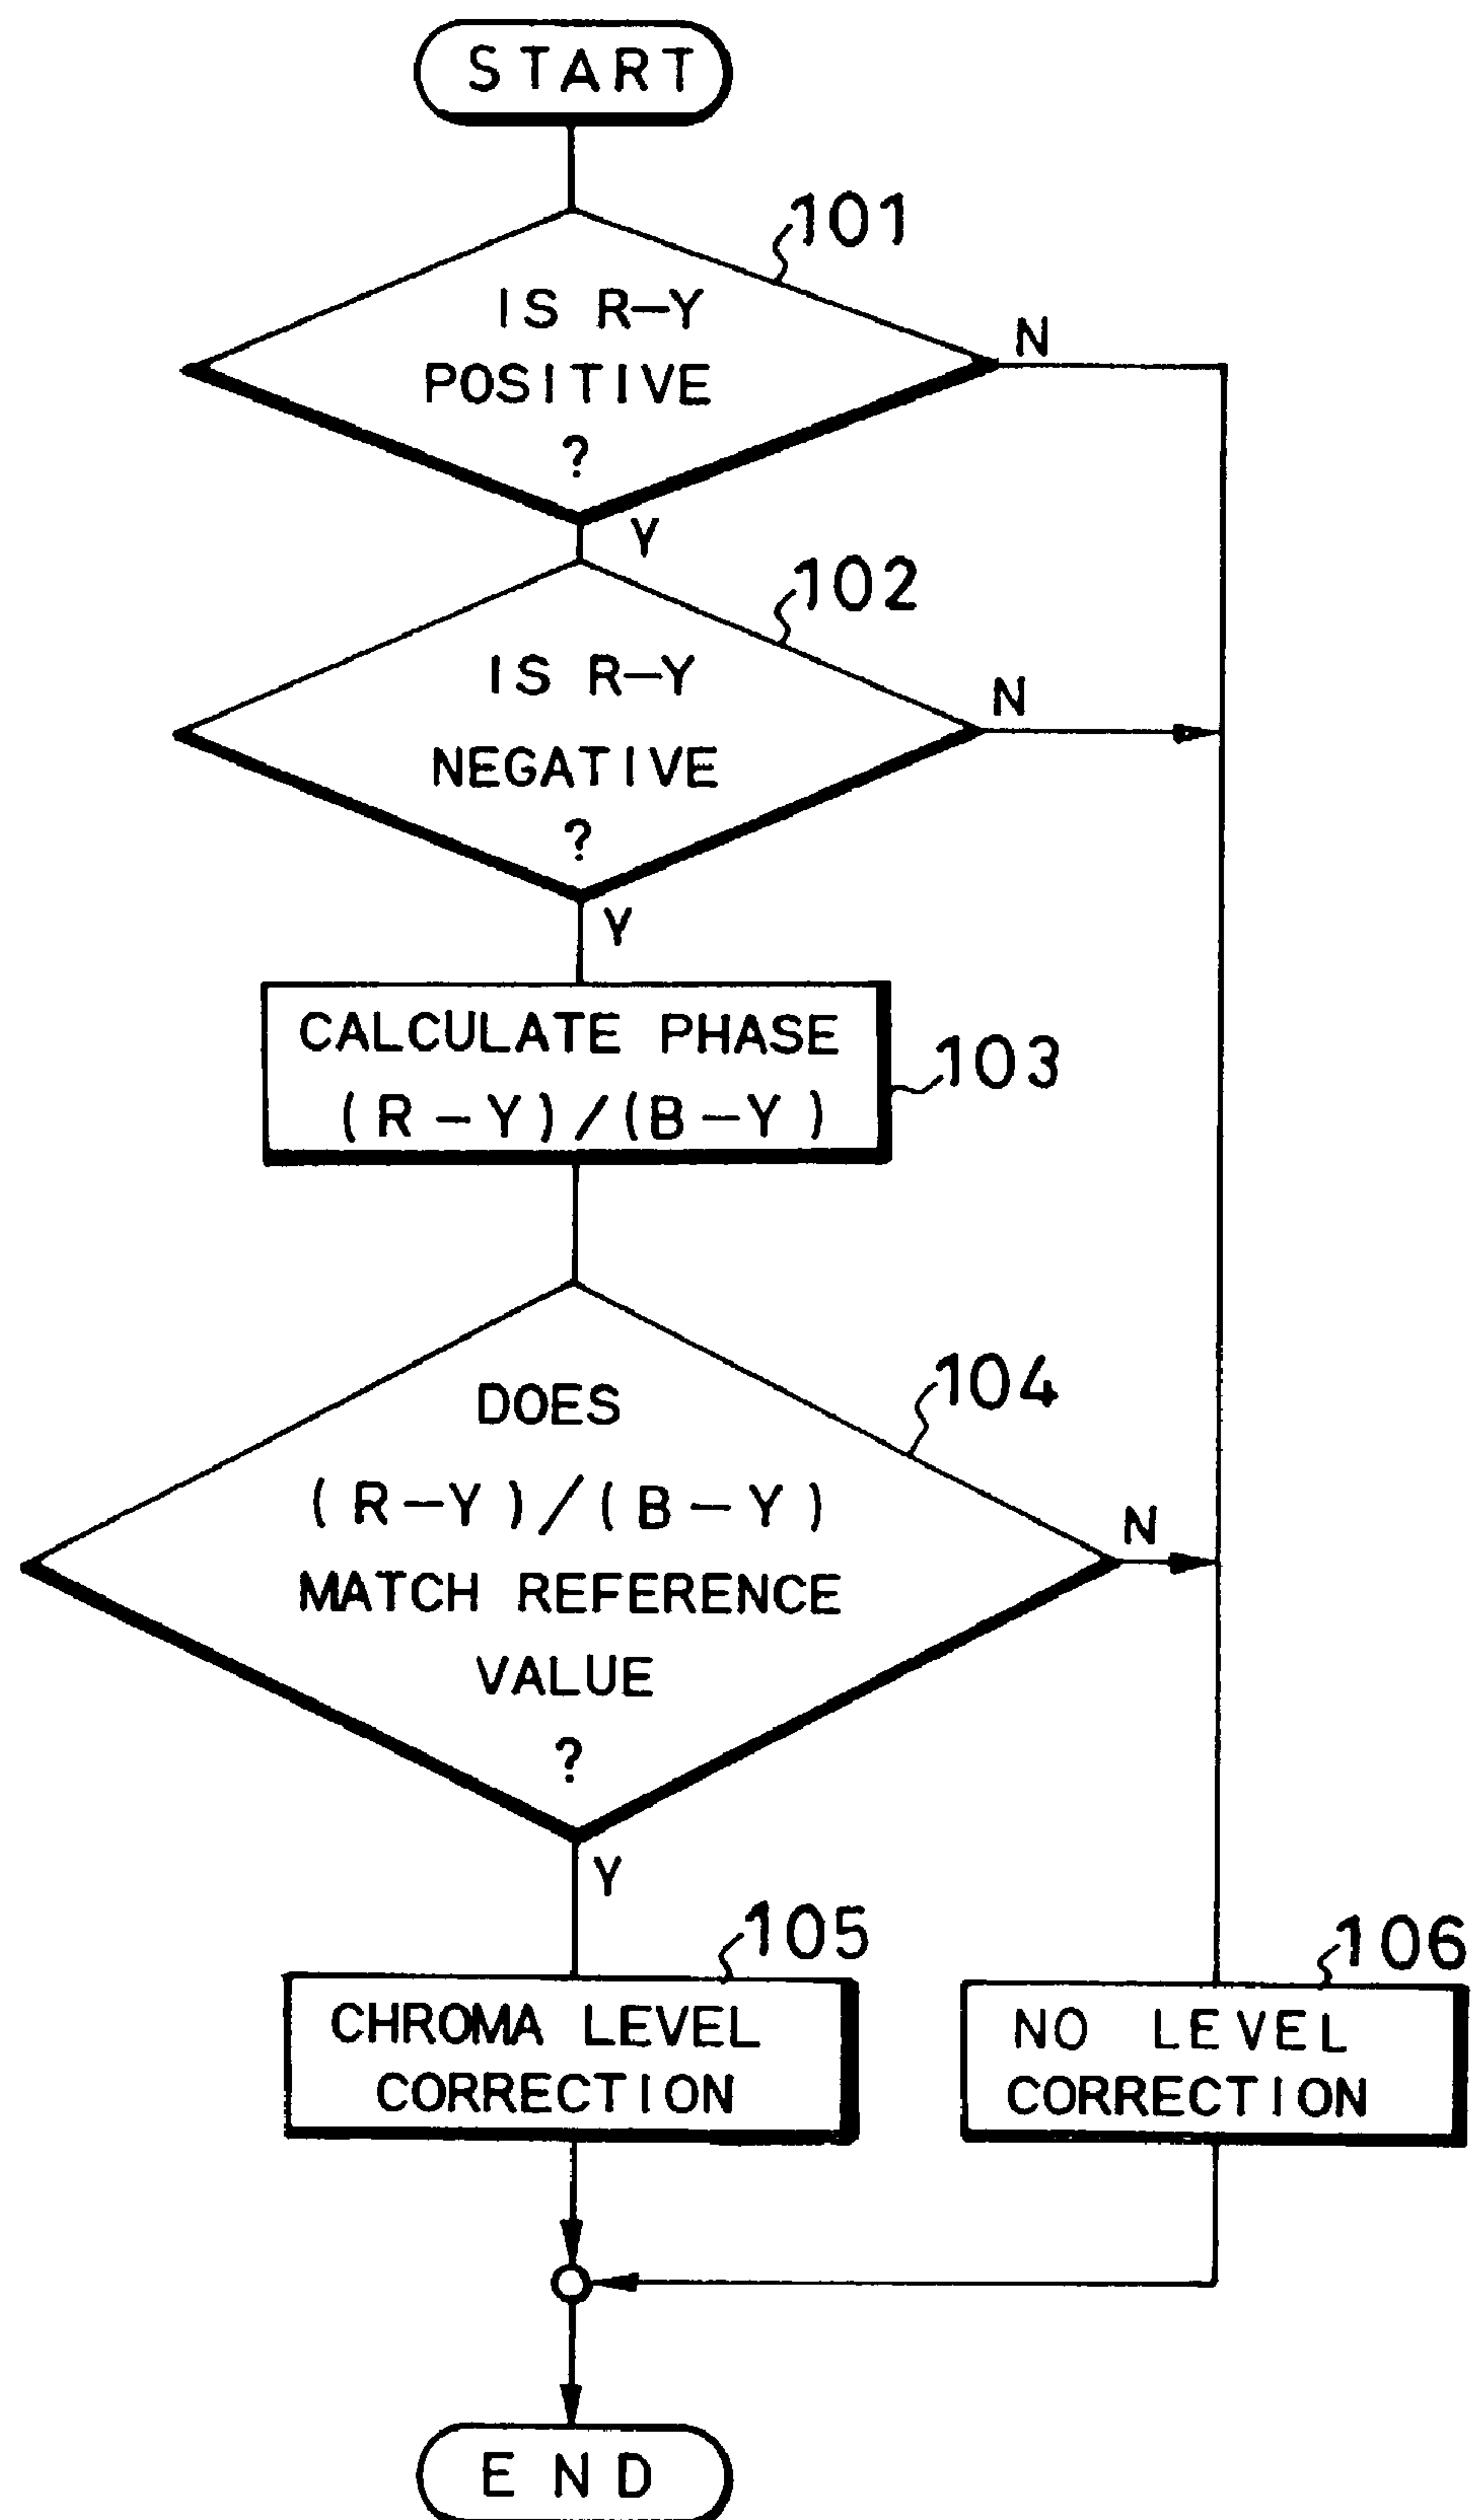 START
101
IS R-Y
POSITIVE
?
N
Y
102
IS R-Y
NEGATIVE
?
N
Y
CALCULATE PHASE
(R-Y)/(B-Y)
103
104
DOES
(R-Y)/(B-Y)
MATCH REFERENCE
VALUE
?
N
Y
105
CHROMA LEVEL
CORRECTION
106
NO LEVEL
CORRECTION
END